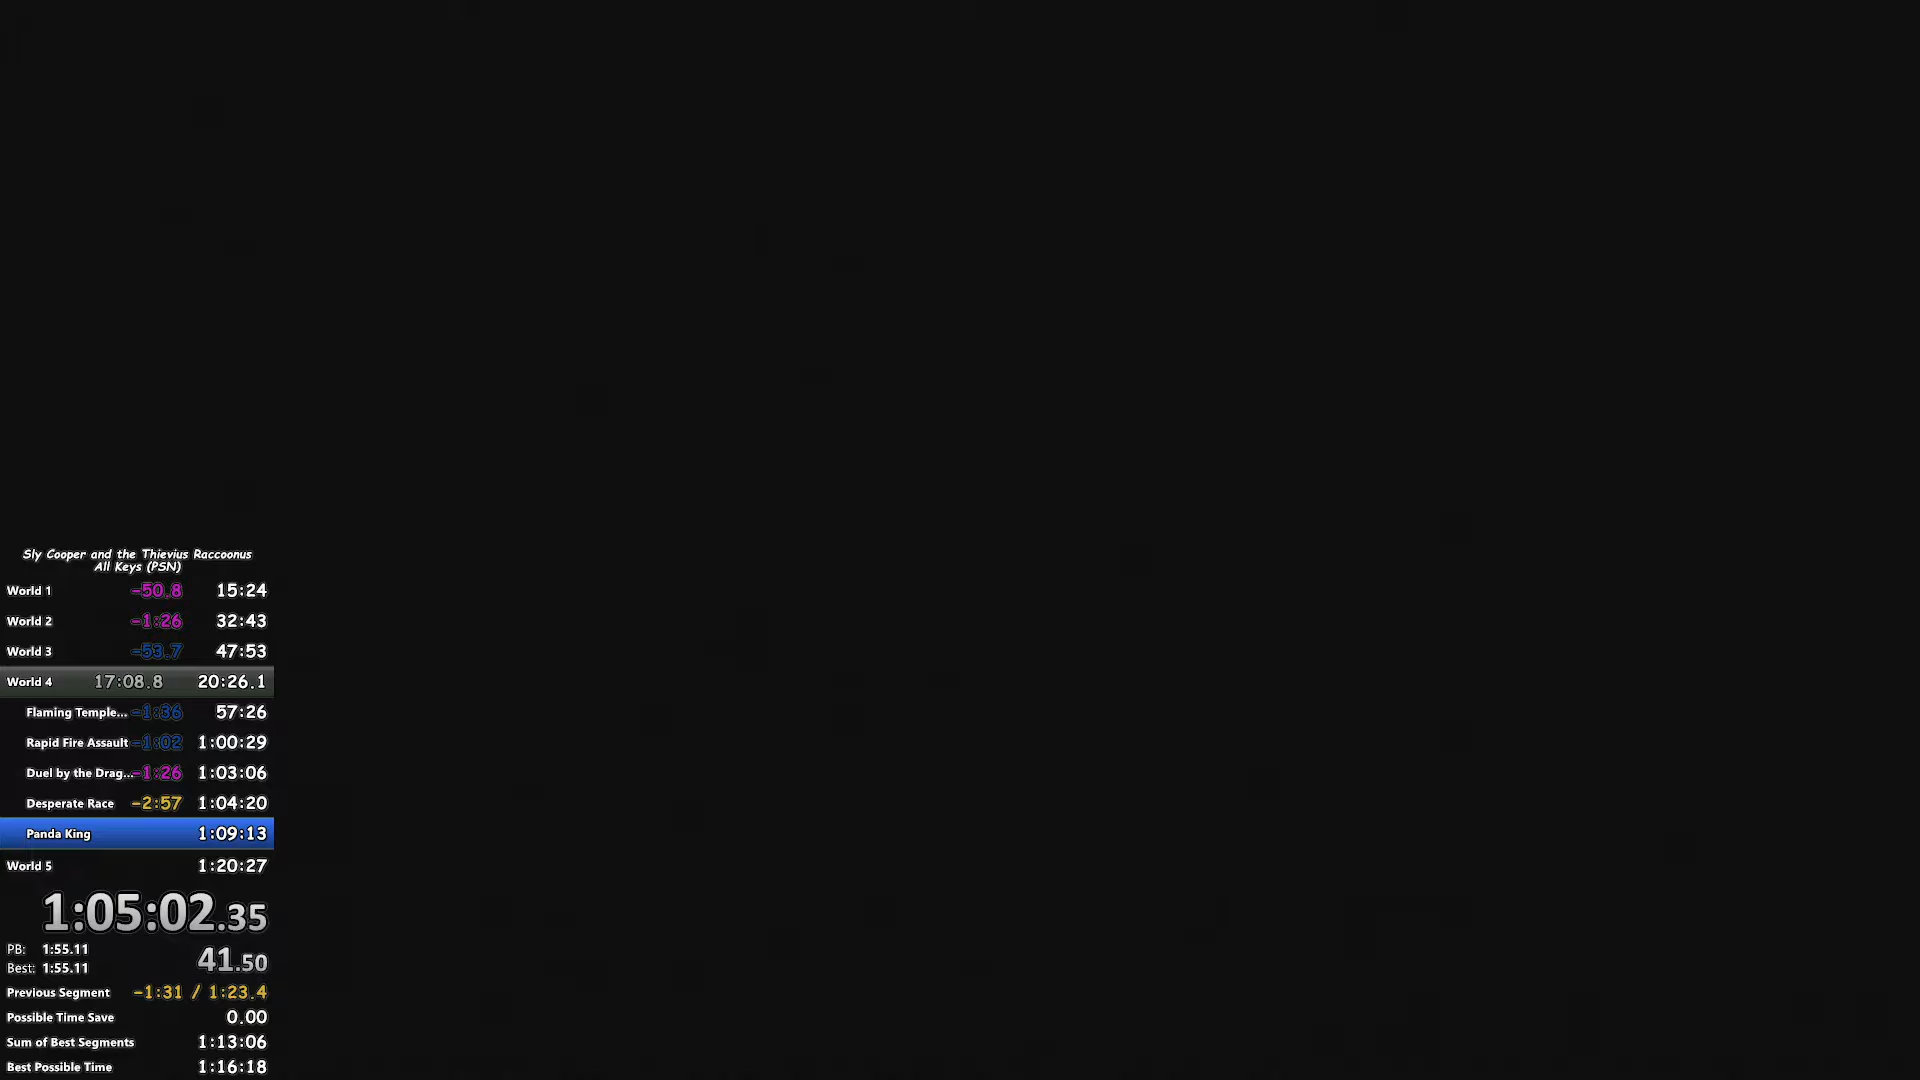 Sly Cooper and the Thievius Raccoonus
All Keys (PSN)
World 1 -50.8 15:24
World 2 -1:26 32:43
World 3 -53.7 47:53
World 4 17:08.8 20:26.1
Flaming Temple... -1:36 57:26
Rapid Fire Assault -1:02 1:00:29
Duel by the Drag... -1:26 1:03:06
Desperate Race -2:57 1:04:20
Panda King 1:09:13
World 5 1:20:27
1:05:02.35
PB: 1:55.11
41.50
Best: 1:55.11
Previous Segment -1:31 / 1:23.4
Possible Time Save 0.00
Sum of Best Segments 1:13:06
Best Possible Time 1:16:18